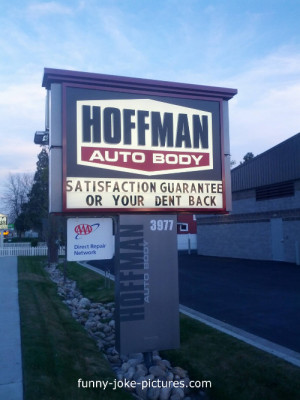 HOFFMAN
AUTO BODY
SATISFACTION GUARANTEE
OR YOUR DENT BACK
3977
AAA
Direct Repair
Network
HOFFMAN
AUTO BODY
funny-joke-pictures.com